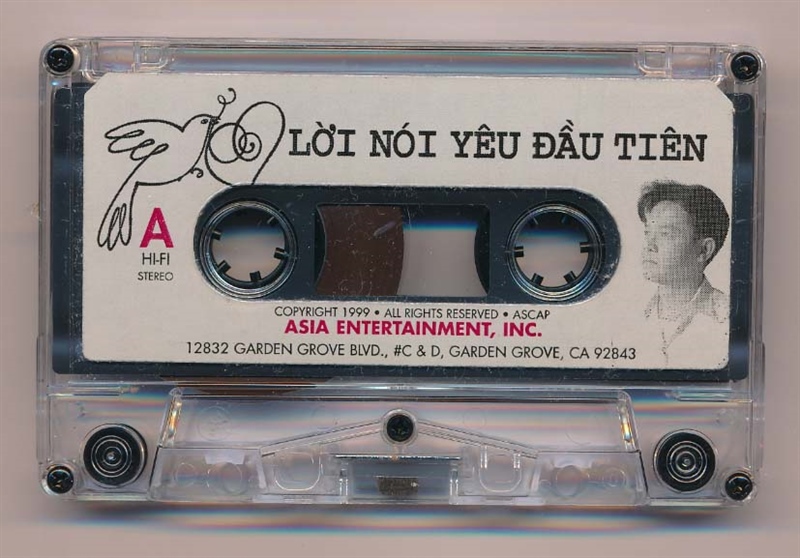 LỜI NÓI YÊU ĐẦU TIÊN
A
HI-FI
STEREO
COPYRIGHT 1999 • ALL RIGHTS RESERVED • ASCAP
ASIA ENTERTAINMENT, INC.
12832 GARDEN GROVE BLVD., #C & D, GARDEN GROVE, CA 92843